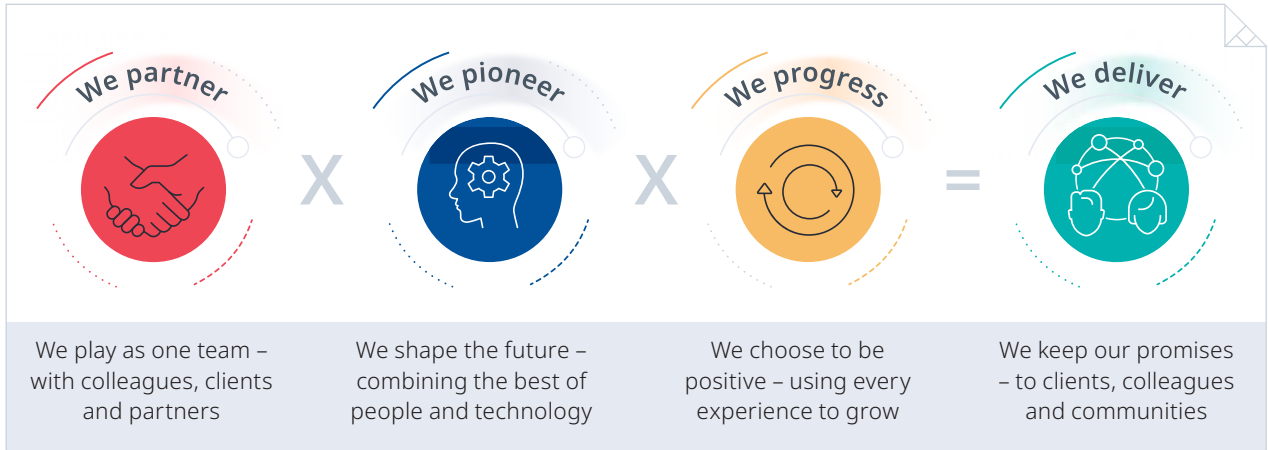 We partner
X
We pioneer
X
We progress
=
We deliver
We play as one team –
with colleagues, clients
and partners
We shape the future –
combining the best of
people and technology
We choose to be
positive – using every
experience to grow
We keep our promises
– to clients, colleagues
and communities